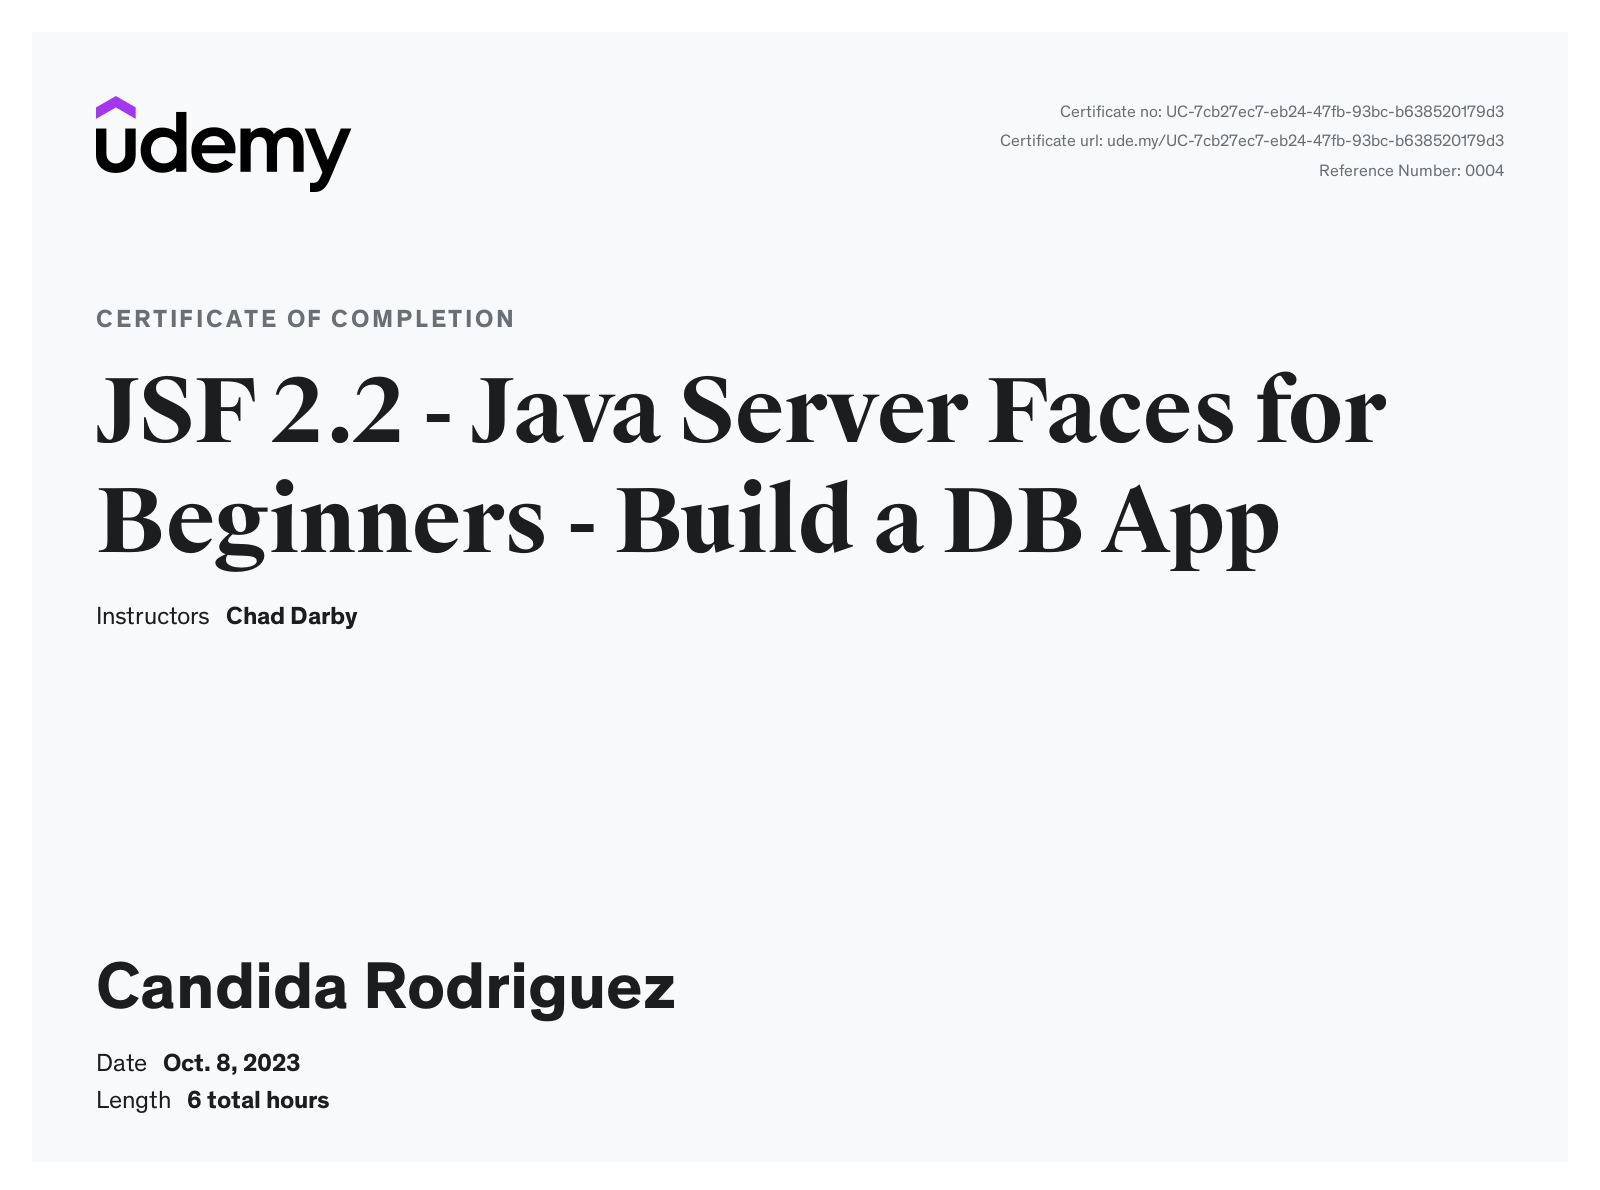 udemy
Certificate no: UC-7cb27ec7-eb24-47fb-93bc-b638520179d3
Certificate url: ude.my/UC-7cb27ec7-eb24-47fb-93bc-b638520179d3
Reference Number: 0004
CERTIFICATE OF COMPLETION
JSF 2.2 - Java Server Faces for
Beginners - Build a DB App
Instructors Chad Darby
Candida Rodriguez
Date Oct. 8, 2023
Length 6 total hours